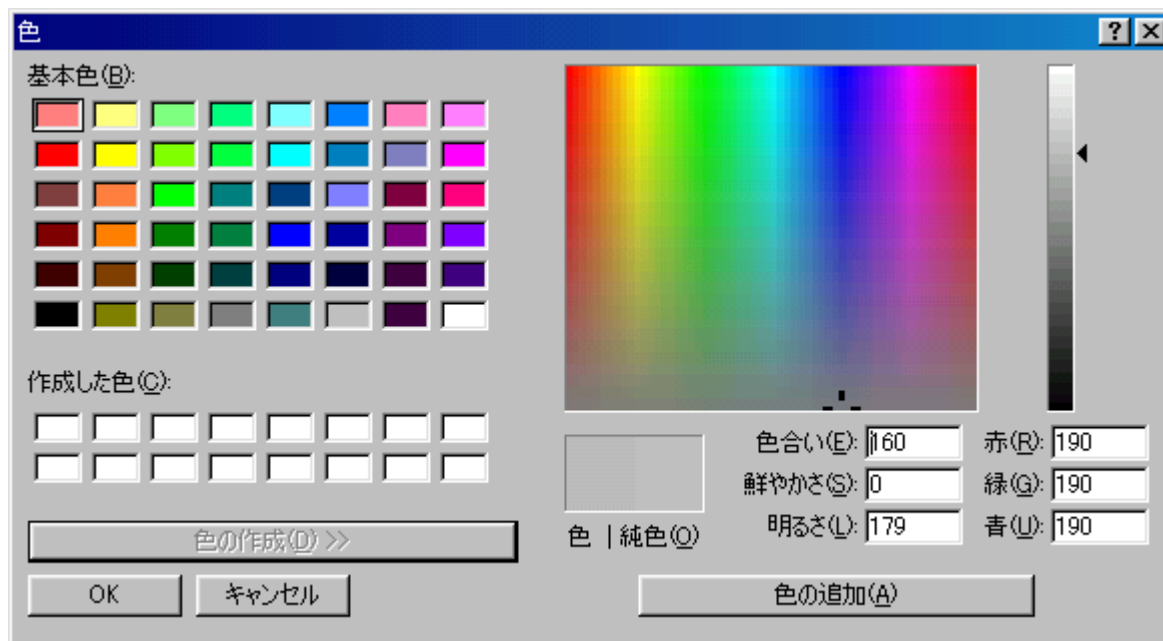 色
基本色(B):
作成した色(C):
色の作成(D) >>
OK キャンセル
色 | 純色(O)
色合い(E): 160 赤(R): 190
鮮やかさ(S): 0 緑(G): 190
明るさ(L): 179 青(U): 190
色の追加(A)